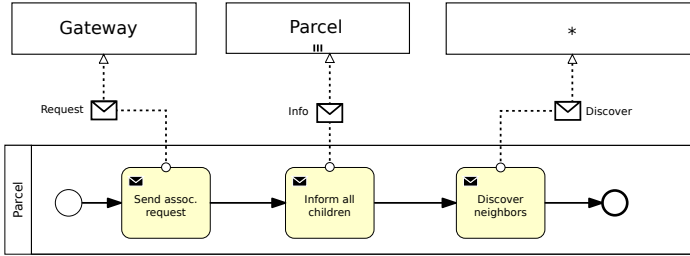 Gateway
Parcel
*
Request
Info
Discover
Parcel
Send assoc.
request
Inform all
children
Discover
neighbors